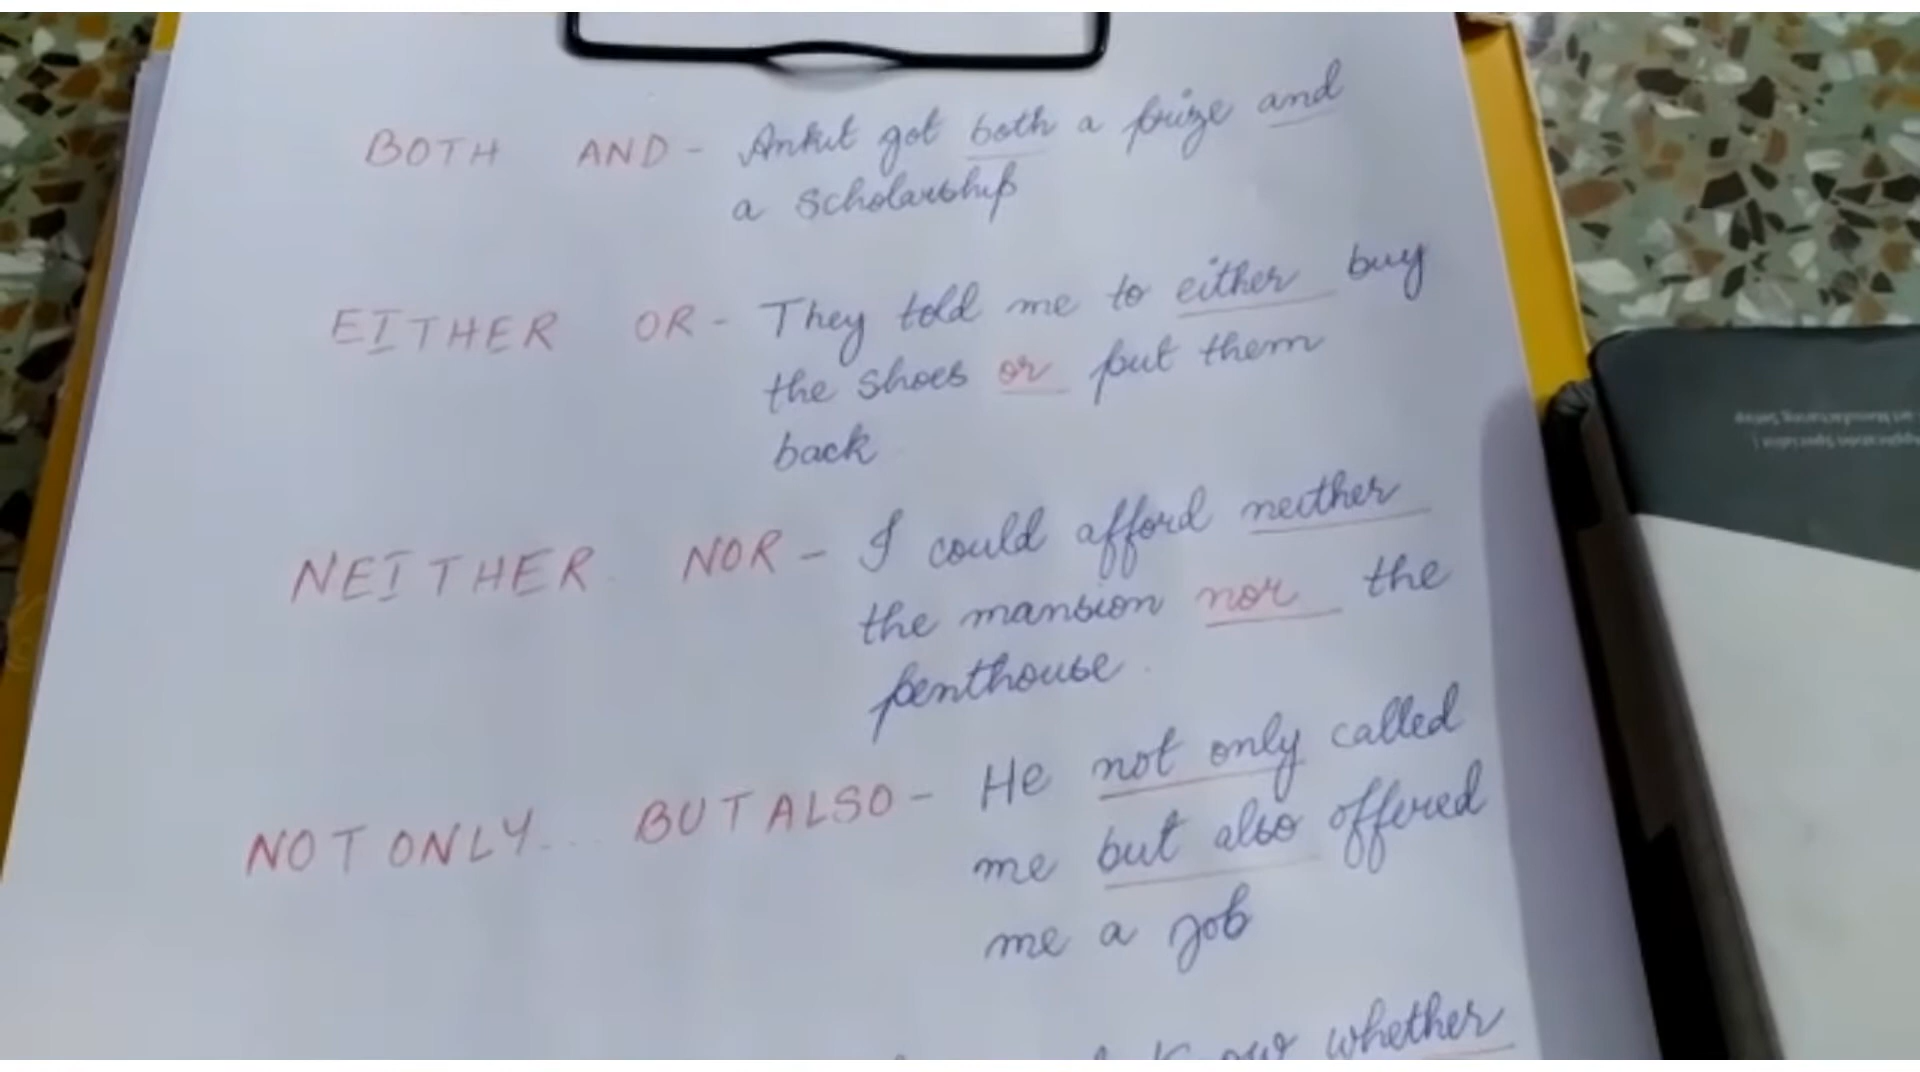 BOTH AND - Ankit got both a prize and
a scholarship
EITHER OR - They told me to either buy
the shoes or put them
back
NEITHER NOR - I could afford neither
the mansion nor the
penthouse.
NOT ONLY... BUT ALSO - He not only called
me but also offered
me a job
know whether